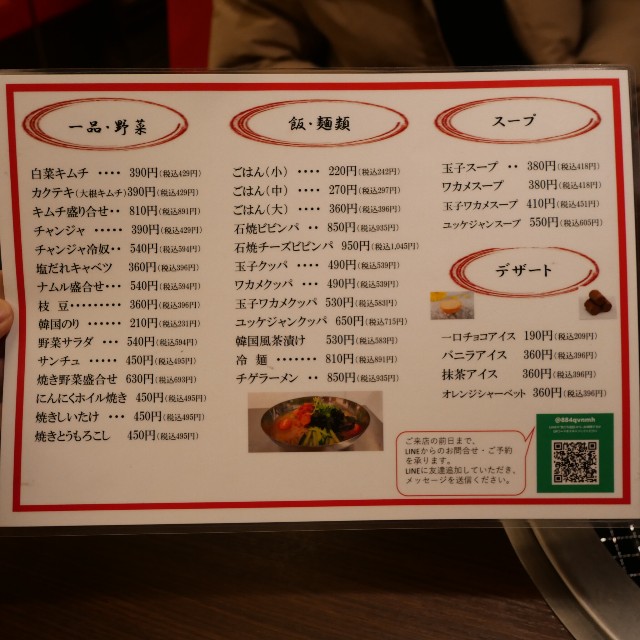 一品・野菜
白菜キムチ ‥‥ 390円(税込429円)
カクテキ(大根キムチ)390円(税込429円)
キムチ盛り合せ‥ 810円(税込891円)
チャンジャ ‥‥‥ 390円(税込429円)
チャンジャ冷奴‥ 540円(税込594円)
塩だれキャベツ 360円(税込396円)
ナムル盛合せ‥‥ 540円(税込594円)
枝 豆‥‥‥‥‥ 360円(税込396円)
韓国のり ‥‥‥ 210円(税込231円)
野菜サラダ ‥‥ 540円(税込594円)
サンチュ ‥‥‥ 450円(税込495円)
焼き野菜盛合せ 630円(税込693円)
にんにくホイル焼き 450円(税込495円)
焼きしいたけ ‥ 450円(税込495円)
焼きとうもろこし 450円(税込495円)
飯・麺類
ごはん(小) ‥‥ 220円(税込242円)
ごはん(中) ‥‥ 270円(税込297円)
ごはん(大) ‥‥ 360円(税込396円)
石焼ビビンバ ‥ 850円(税込935円)
石焼チーズビビンバ 950円(税込1,045円)
玉子クッパ ‥‥ 490円(税込539円)
ワカメクッパ ‥ 490円(税込539円)
玉子ワカメクッパ 530円(税込583円)
ユッケジャンクッパ 650円(税込715円)
韓国風茶漬け 530円(税込583円)
冷 麺 ‥‥‥‥ 810円(税込891円)
チゲラーメン ‥ 850円(税込935円)
スープ
玉子スープ ‥ 380円(税込418円)
ワカメスープ 380円(税込418円)
玉子ワカメスープ 410円(税込451円)
ユッケジャンスープ 550円(税込605円)
デザート
一口チョコアイス 190円(税込209円)
バニラアイス 360円(税込396円)
抹茶アイス 360円(税込396円)
オレンジシャーベット 360円(税込396円)
ご来店の前日まで、
LINEからのお問合せ・ご予約
を承ります。
LINEに友達追加していただき、
メッセージを送信ください。
@884qvnmh